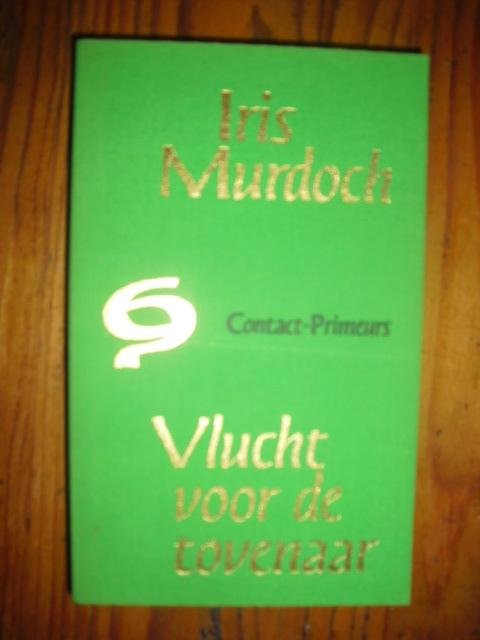 Iris
Murdoch
Contact-Primeurs
Vlucht
voor de
tovenaar